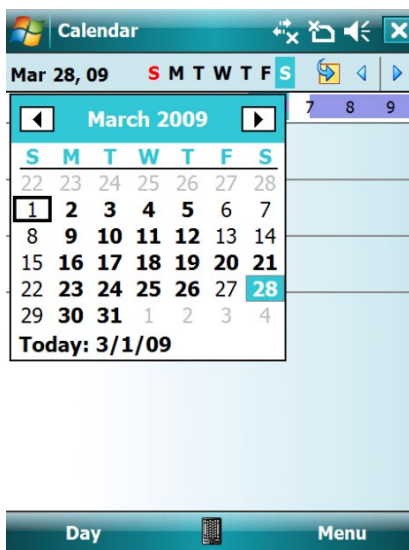 Calendar
Mar 28, 09 S M T W T F S
7 8 9
March 2009
S M T W T F S
22 23 24 25 26 27 28
1 2 3 4 5 6 7
8 9 10 11 12 13 14
15 16 17 18 19 20 21
22 23 24 25 26 27 28
29 30 31 1 2 3 4
Today: 3/1/09
Day Menu